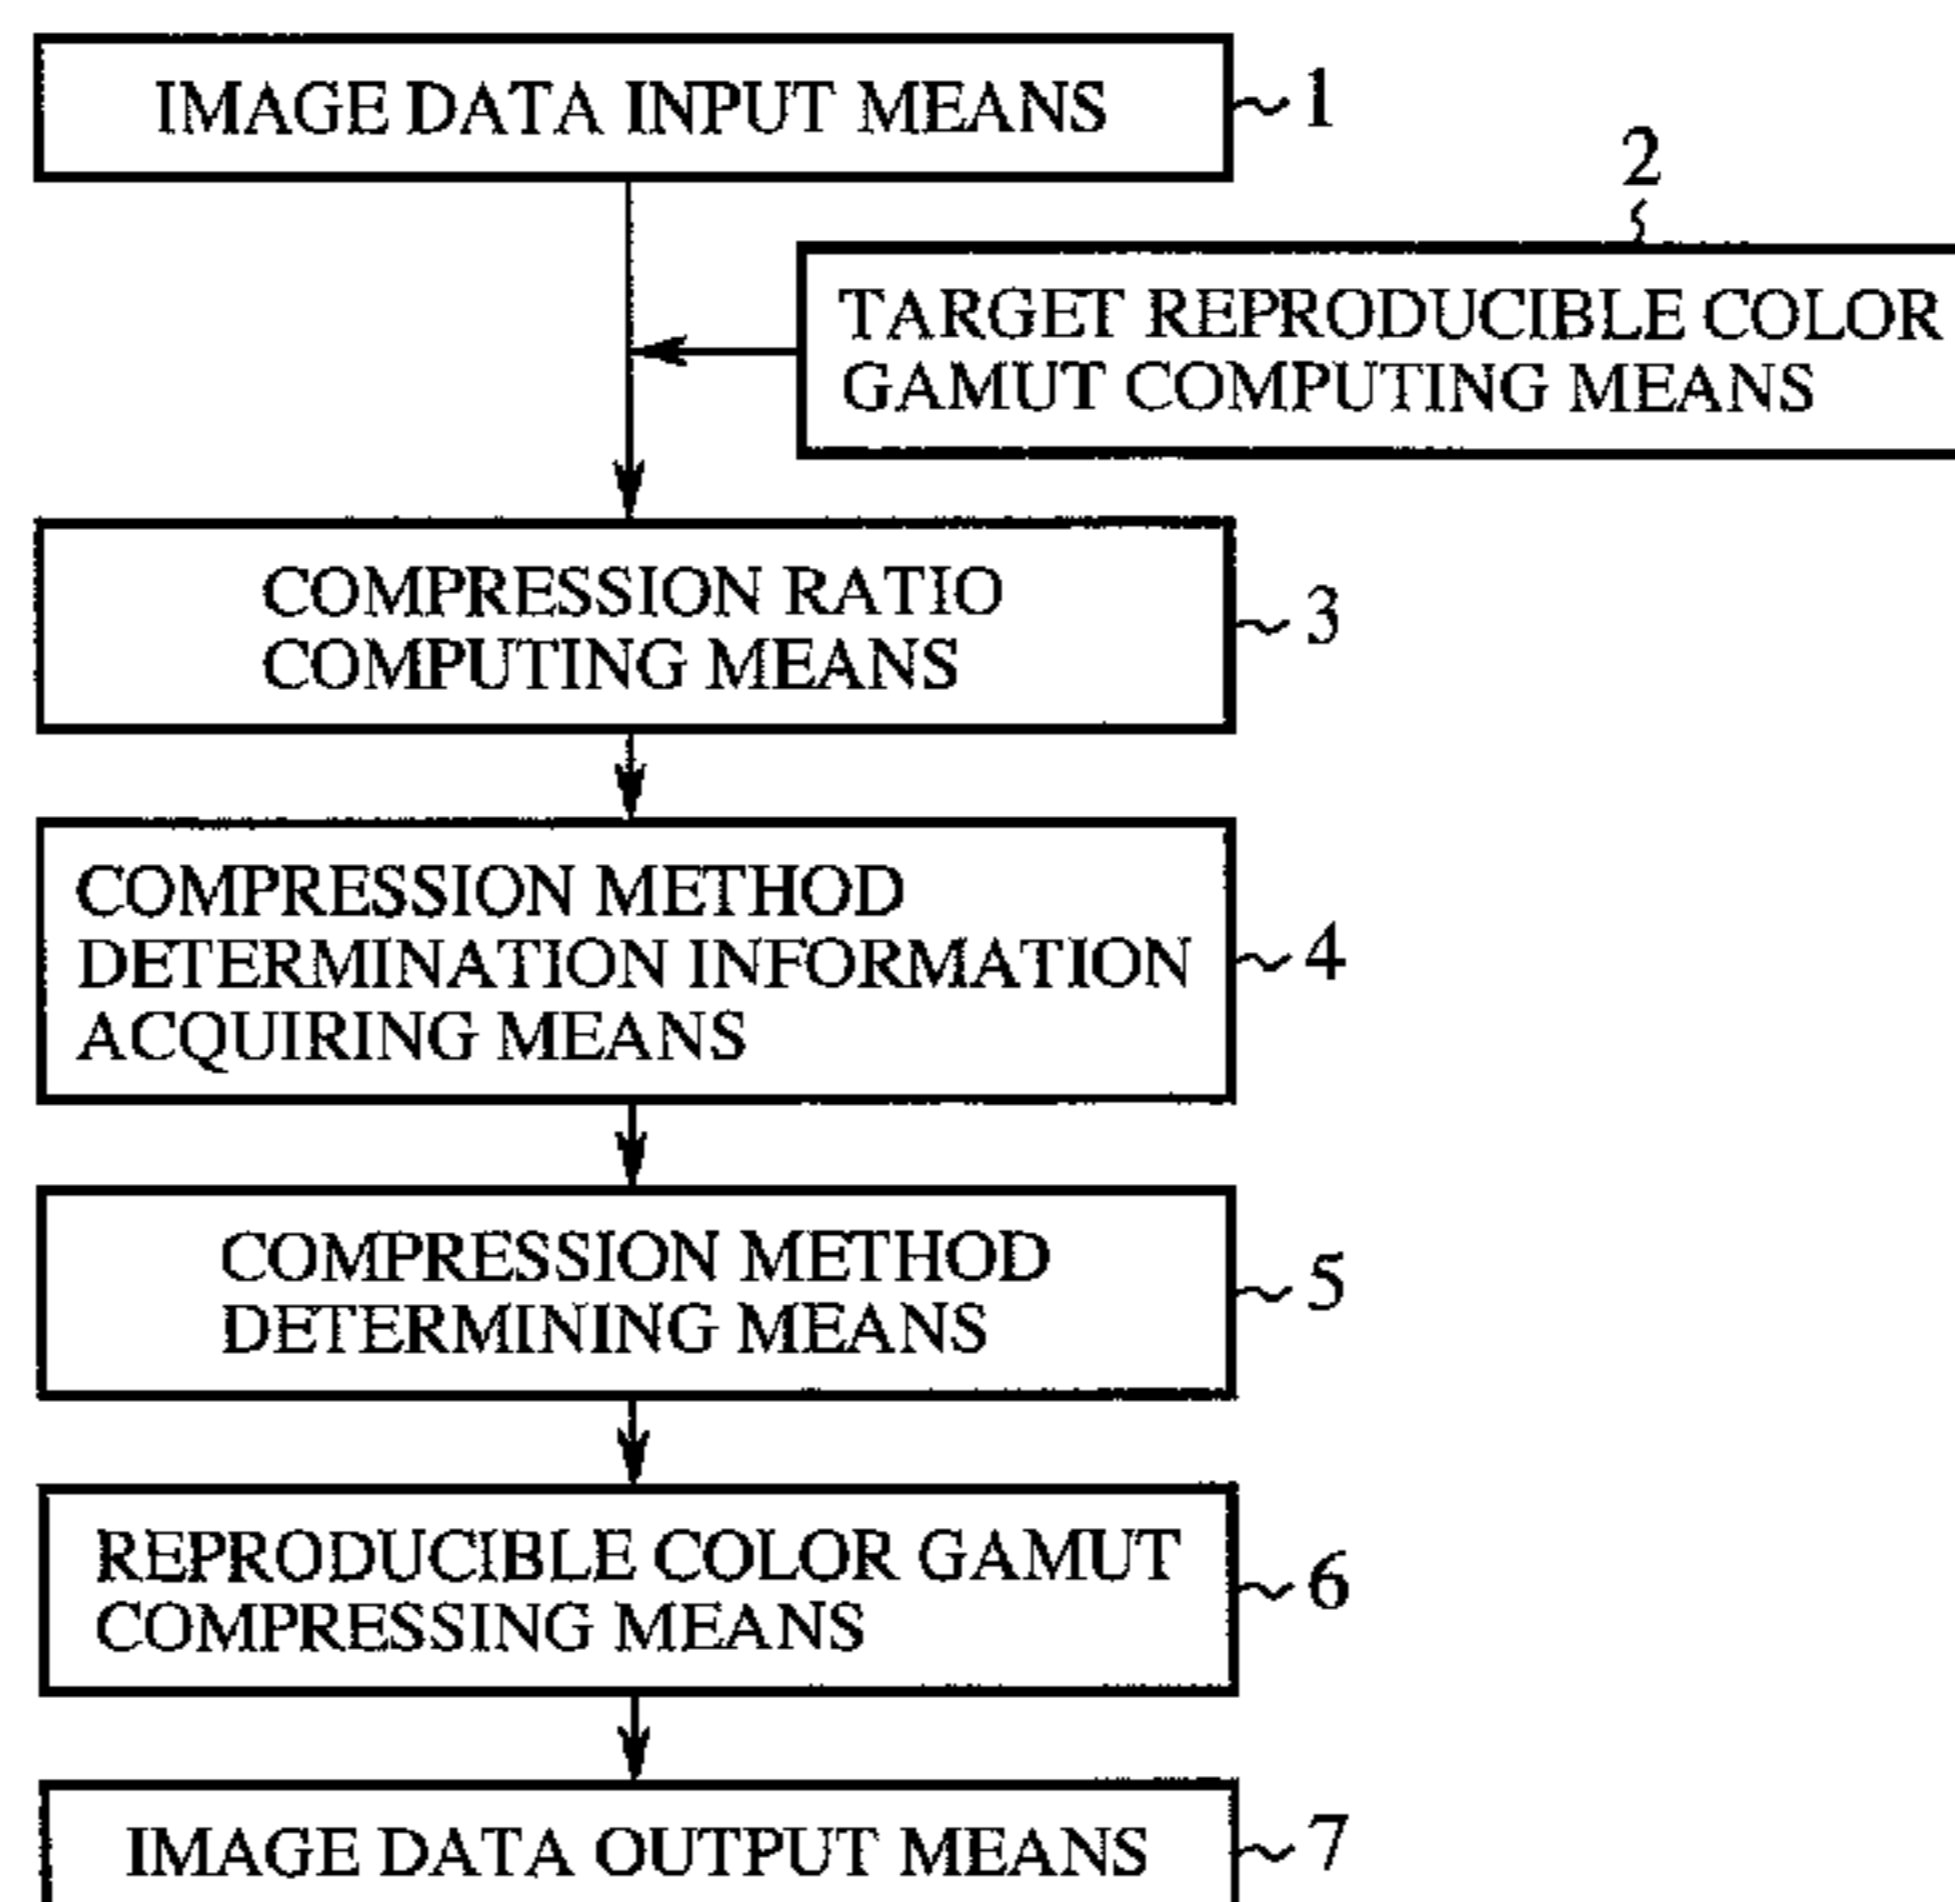 IMAGE DATA INPUT MEANS
1
2
TARGET REPRODUCIBLE COLOR
GAMUT COMPUTING MEANS
COMPRESSION RATIO
COMPUTING MEANS
3
COMPRESSION METHOD
DETERMINATION INFORMATION
ACQUIRING MEANS
4
COMPRESSION METHOD
DETERMINING MEANS
5
REPRODUCIBLE COLOR GAMUT
COMPRESSING MEANS
6
IMAGE DATA OUTPUT MEANS
7